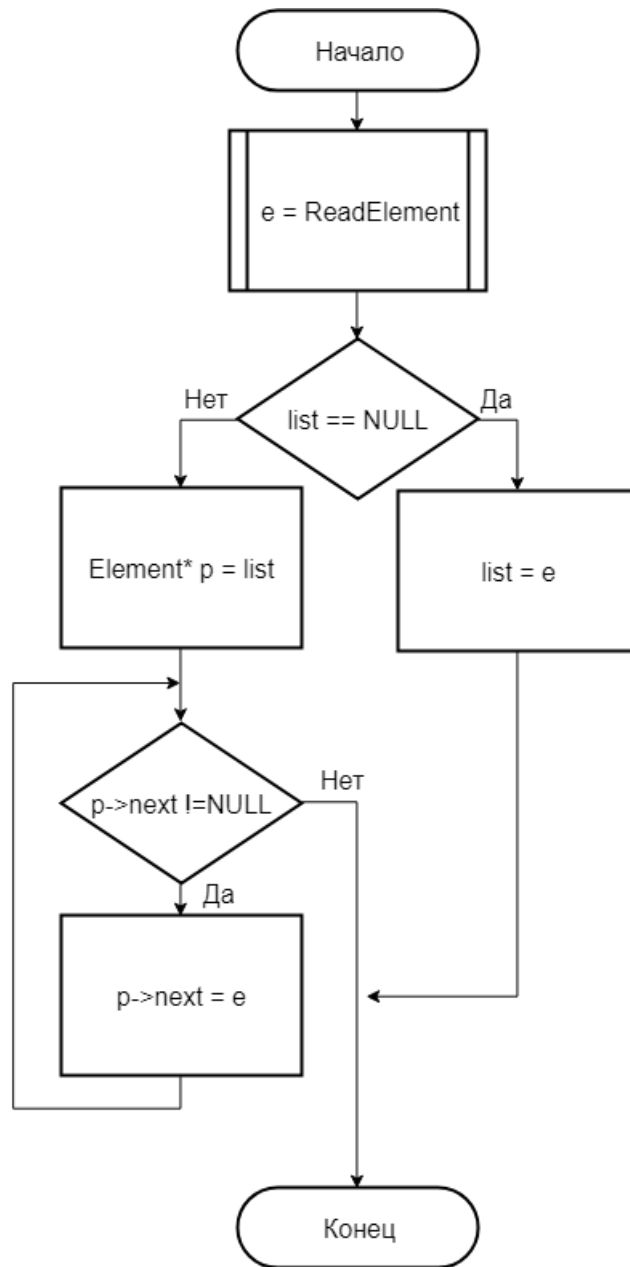 Начало
e = ReadElement
list == NULL
Нет
Да
Element* p = list
list = e
p->next !=NULL
Нет
Да
p->next = e
Конец